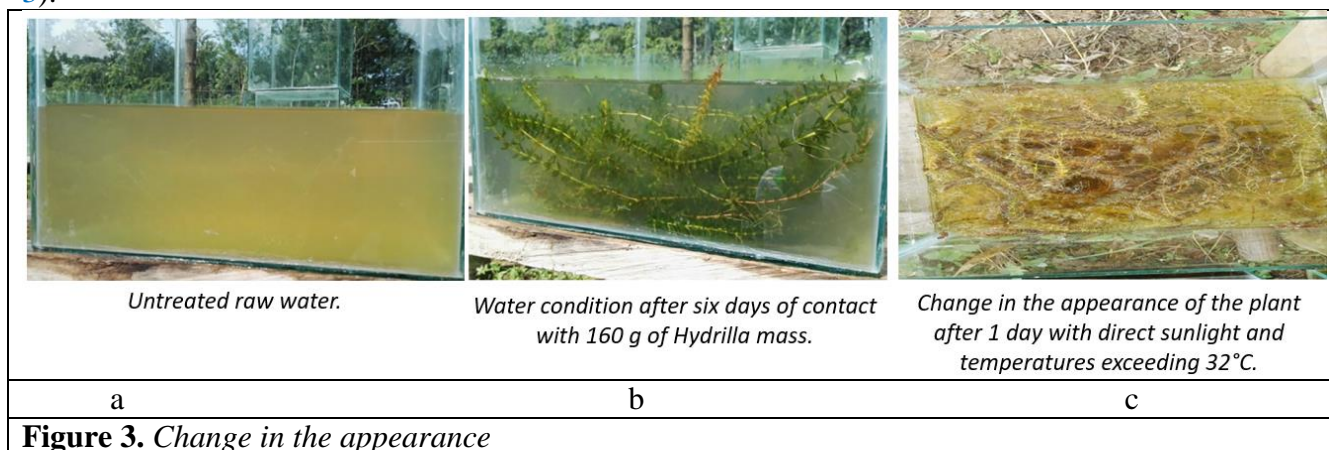 5).
Untreated raw water.
Water condition after six days of contact
with 160 g of Hydrilla mass.
Change in the appearance of the plant
after 1 day with direct sunlight and
temperatures exceeding 32°C.
a
b
c
Figure 3. Change in the appearance